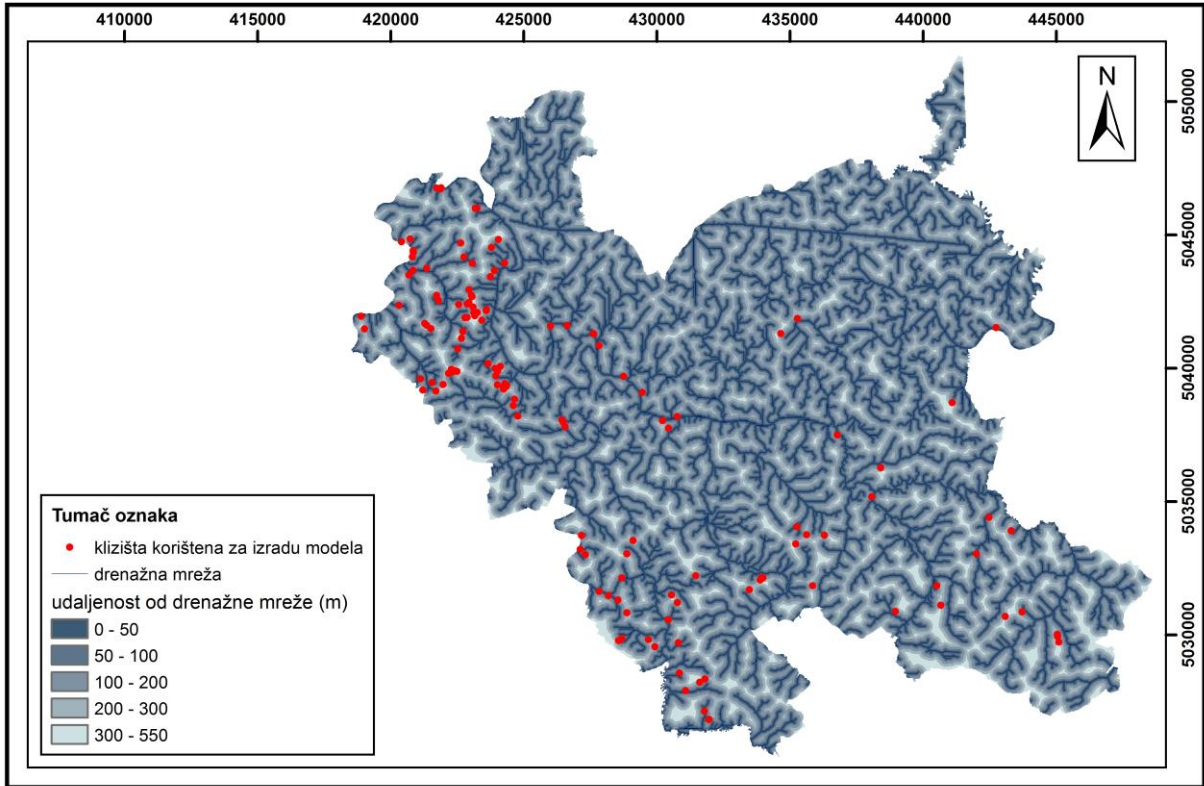 410000 415000 420000 425000 430000 435000 440000 445000
N
5050000
5045000
5040000
5035000
5030000
Tumač oznaka
klizišta korištena za izradu modela
drenažna mreža
udaljenost od drenažne mreže (m)
0 - 50
50 - 100
100 - 200
200 - 300
300 - 550